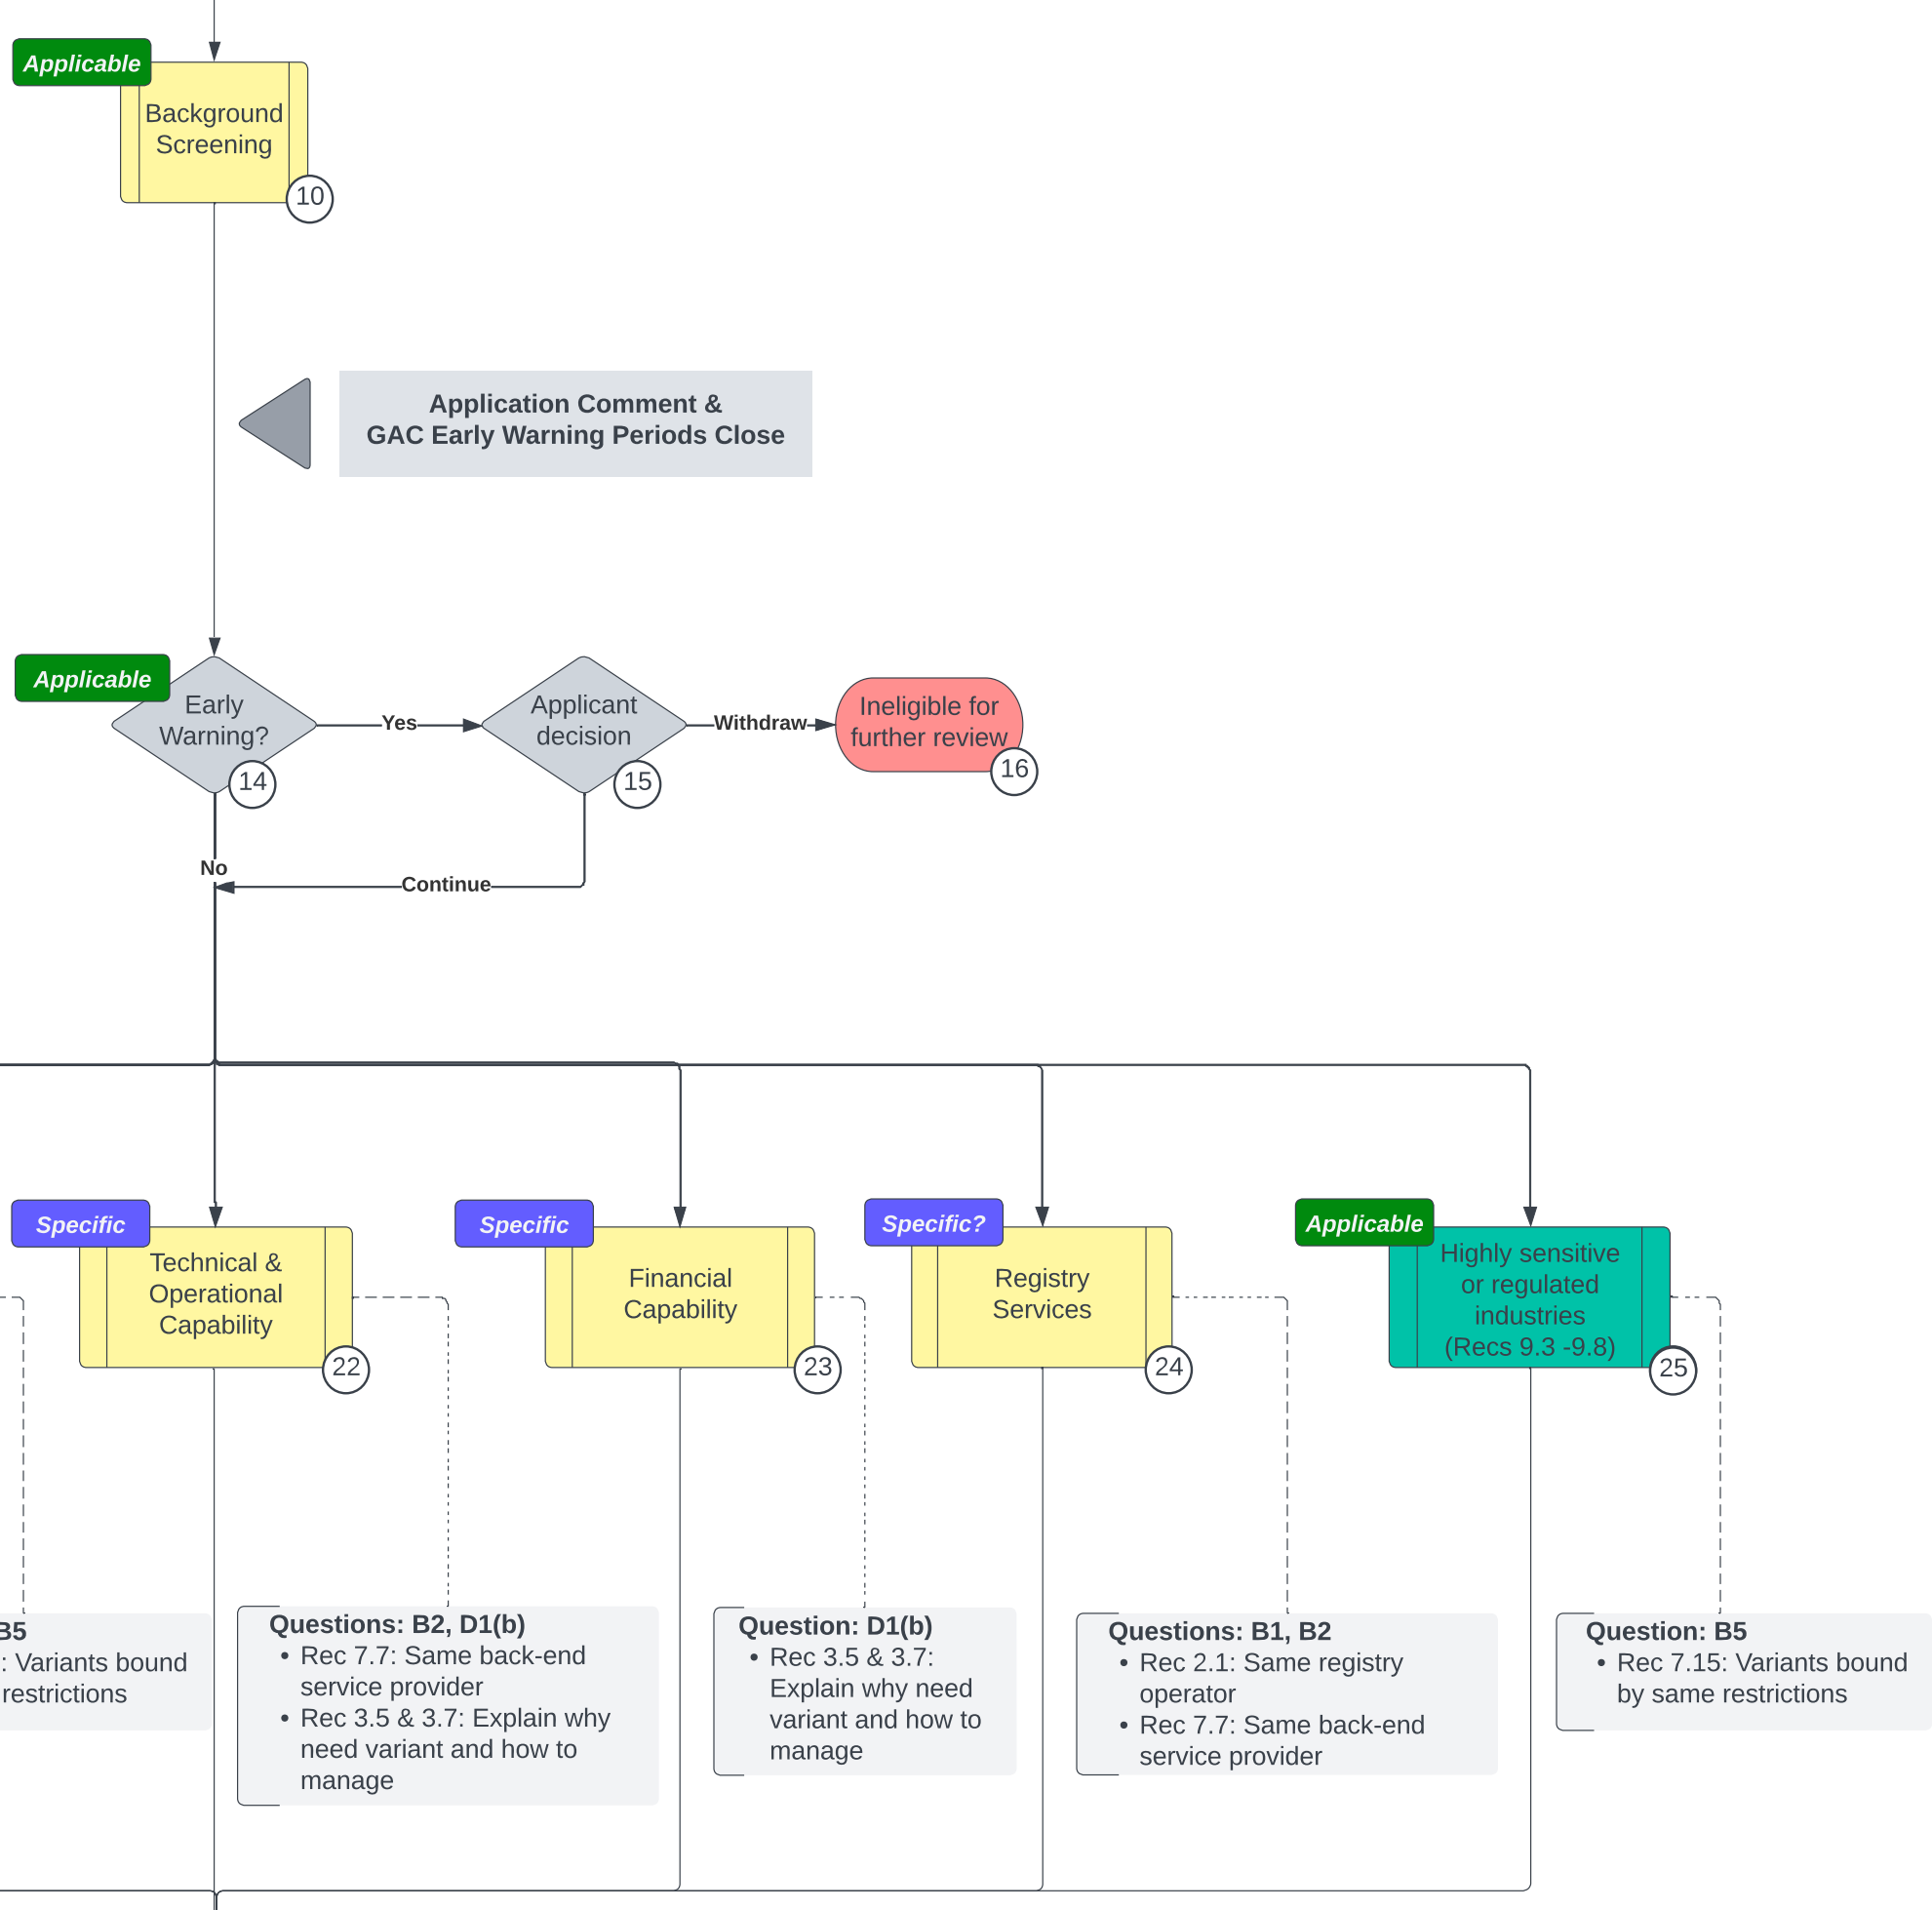 Applicable
Background
Screening
10
Application Comment &
GAC Early Warning Periods Close
Applicable
Early
Warning?
14
Yes
Applicant
decision
15
Withdraw
Ineligible for
further review
16
No
Continue
Specific
Technical &
Operational
Capability
22
Specific
Financial
Capability
23
Specific?
Registry
Services
24
Applicable
Highly sensitive
or regulated
industries
(Recs 9.3 -9.8)
25
B5
: Variants bound
restrictions
Questions: B2, D1(b)
• Rec 7.7: Same back-end
service provider
• Rec 3.5 & 3.7: Explain why
need variant and how to
manage
Question: D1(b)
• Rec 3.5 & 3.7:
Explain why need
variant and how to
manage
Questions: B1, B2
• Rec 2.1: Same registry
operator
• Rec 7.7: Same back-end
service provider
Question: B5
• Rec 7.15: Variants bound
by same restrictions